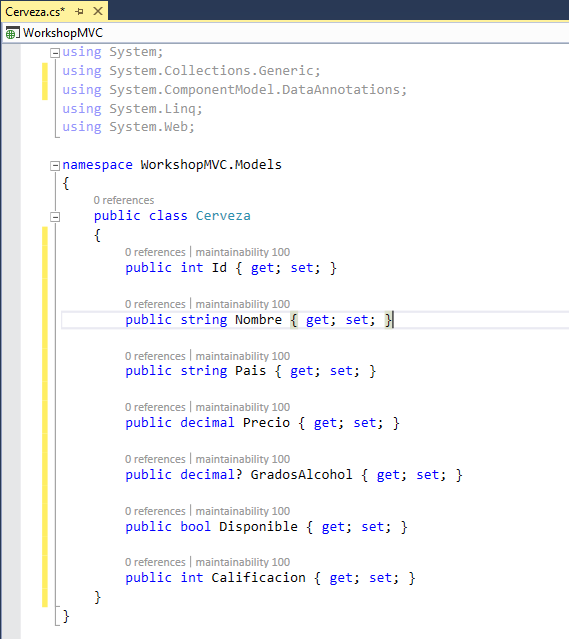 Cerveza.cs*
WorkshopMVC
using System;
using System.Collections.Generic;
using System.ComponentModel.DataAnnotations;
using System.Linq;
using System.Web;
namespace WorkshopMVC.Models
{
0 references
public class Cerveza
{
0 references | maintainability 100
public int Id { get; set; }
0 references | maintainability 100
public string Nombre { get; set; }
0 references | maintainability 100
public string Pais { get; set; }
0 references | maintainability 100
public decimal Precio { get; set; }
0 references | maintainability 100
public decimal? GradosAlcohol { get; set; }
0 references | maintainability 100
public bool Disponible { get; set; }
0 references | maintainability 100
public int Calificacion { get; set; }
}
}